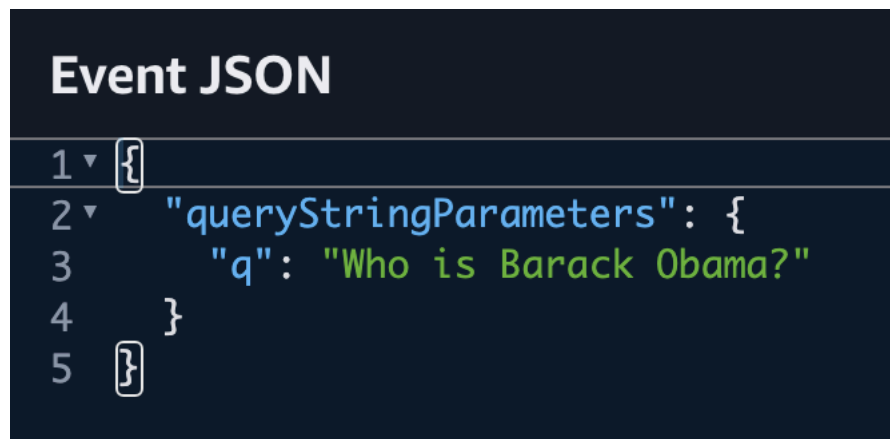 Event JSON
1 {
2 "queryStringParameters": {
3 "q": "Who is Barack Obama?"
4 }
5 }